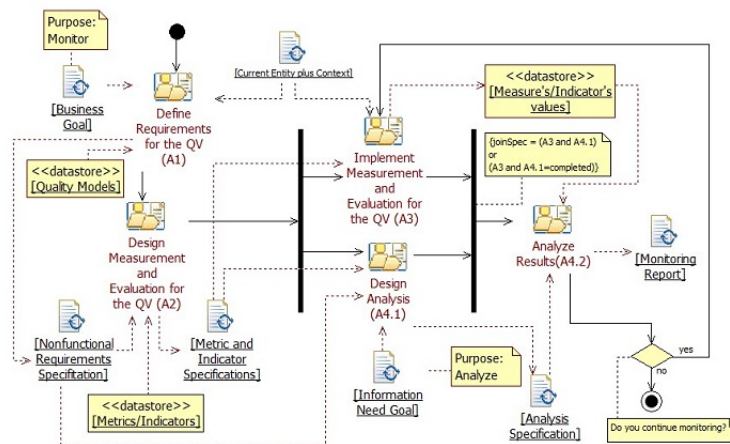 Purpose:
Monitor
[Business
Goal]
[Current Entity plus Context]
Define
Requirements
for the QV
(A1)
<<datastore>>
[Quality Models]
<<datastore>>
[Measure's/Indicator's
values]
Implement
Measurement
and
Evaluation for
the QV (A3)
{joinSpec = (A3 and A4.1)
or
(A3 and A4.1=completed)}
Design
Measurement
and
Evaluation for
the QV (A2)
Analyze
Results(A4.2)
[Monitoring
Report]
Design
Analysis
(A4.1)
[Nonfunctional
Requirements
Specifitation]
[Metric and
Indicator
Specifications]
<<datastore>>
[Metrics/Indicators]
[Information
Need Goal]
Purpose:
Analyze
[Analysis
Specification]
yes
no
Do you continue monitoring?